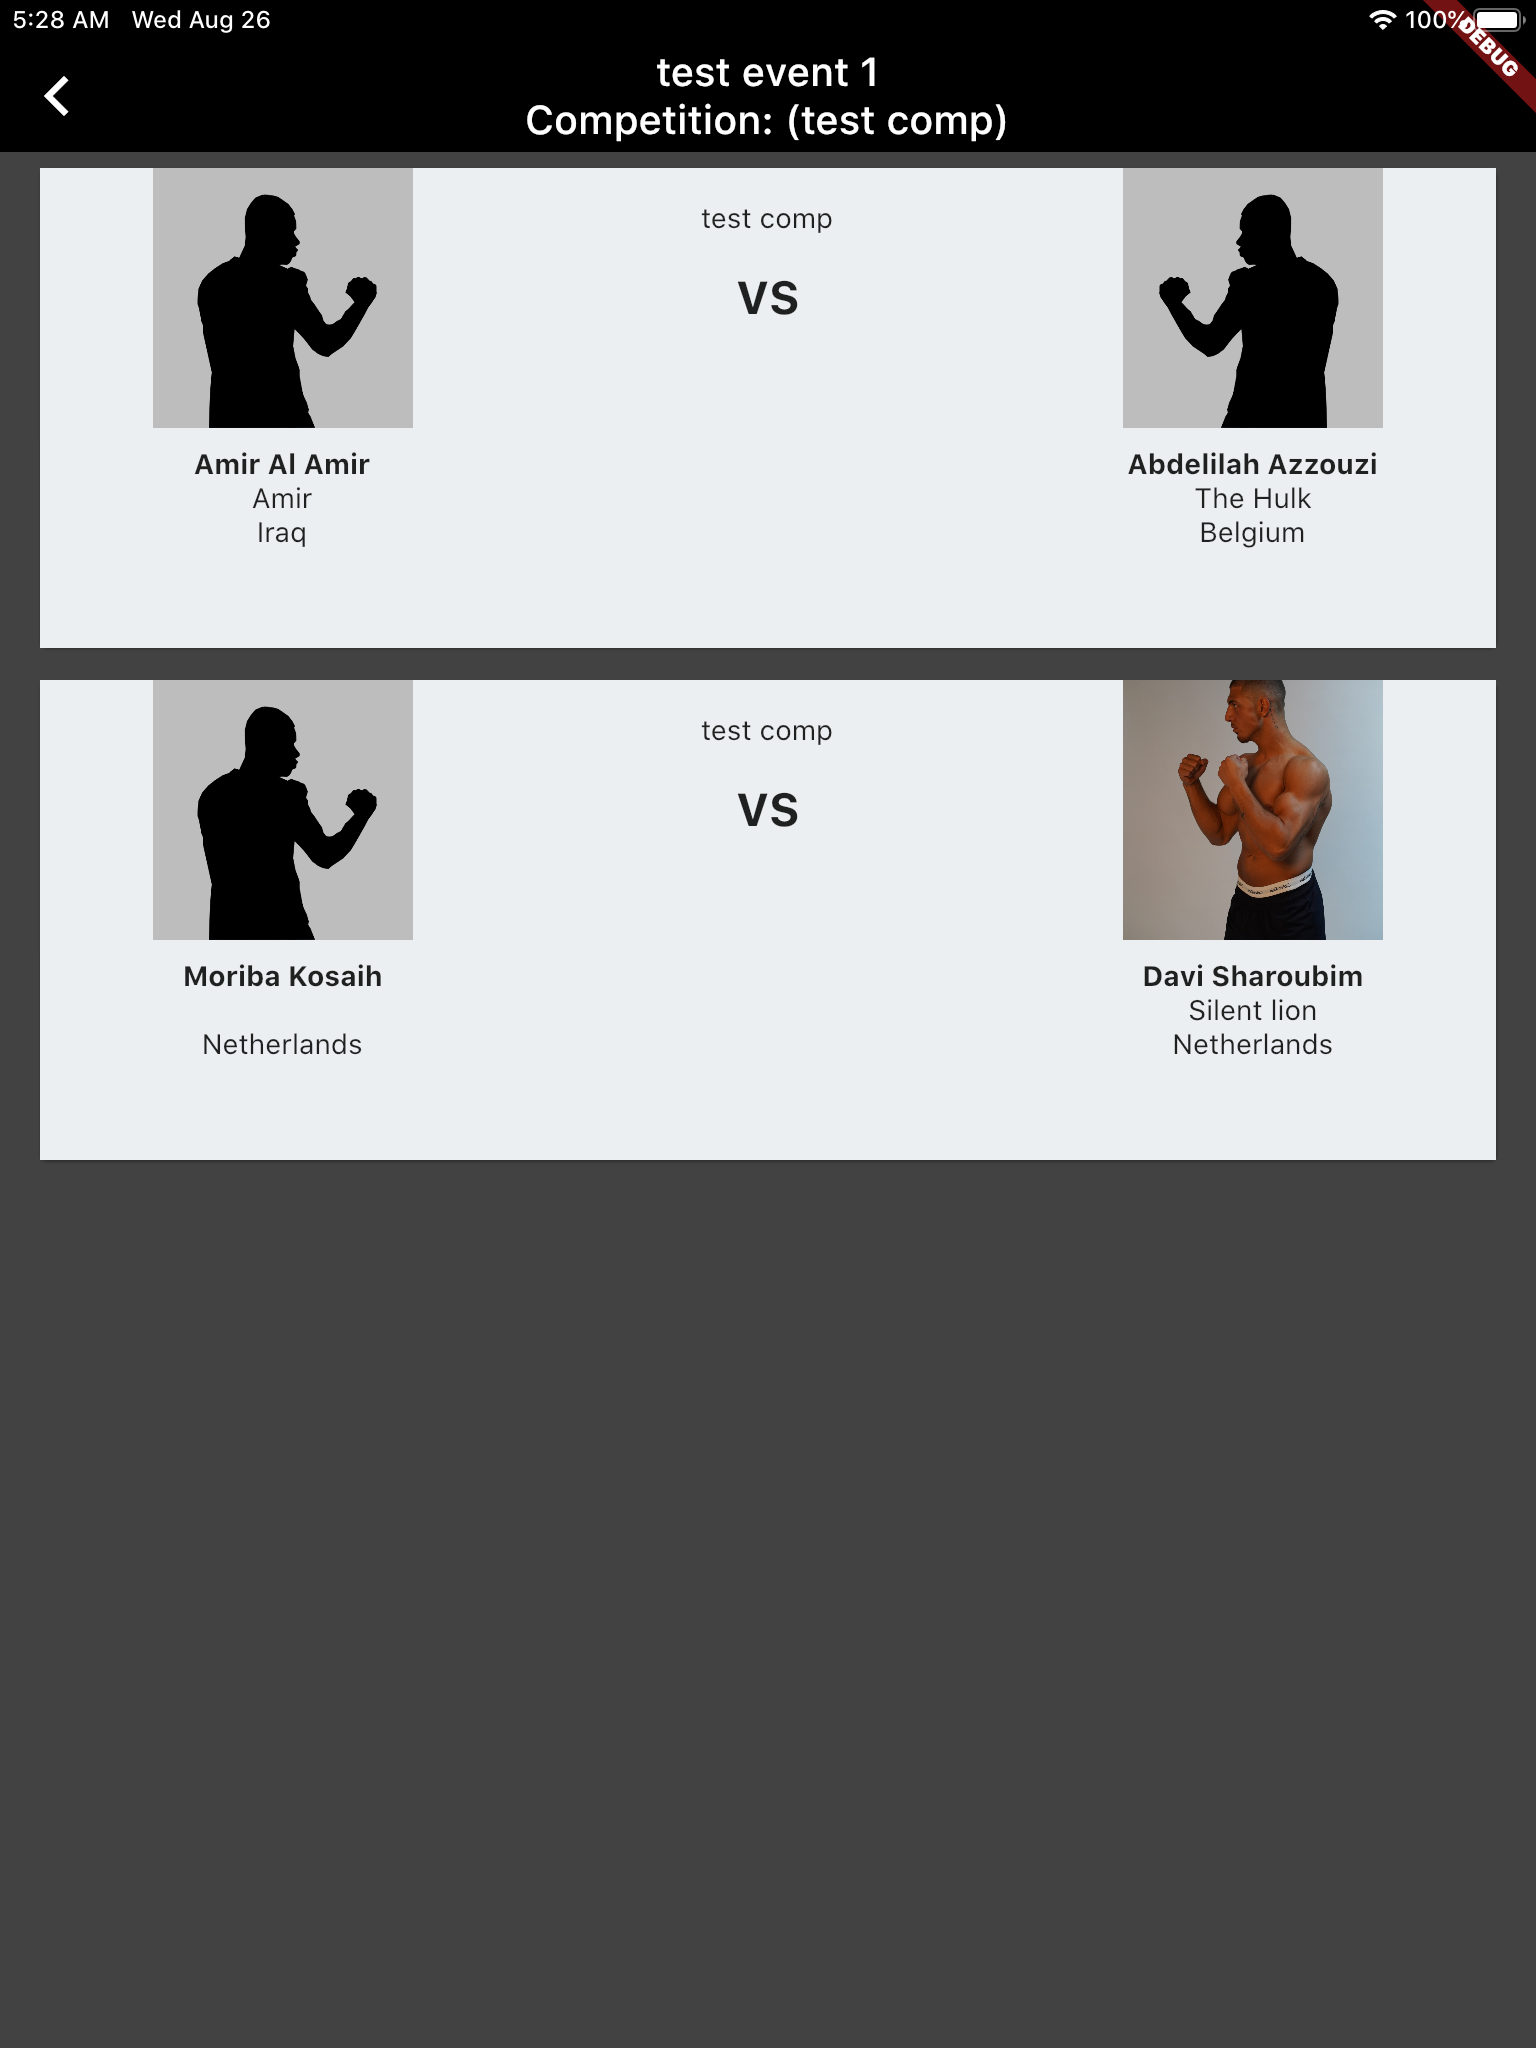 5:28 AM Wed Aug 26
100%
DEBUG
test event 1
Competition: (test comp)
test comp
VS
Amir Al Amir
Amir
Iraq
Abdelilah Azzouzi
The Hulk
Belgium
test comp
VS
Moriba Kosaih
Netherlands
Davi Sharoubim
Silent lion
Netherlands